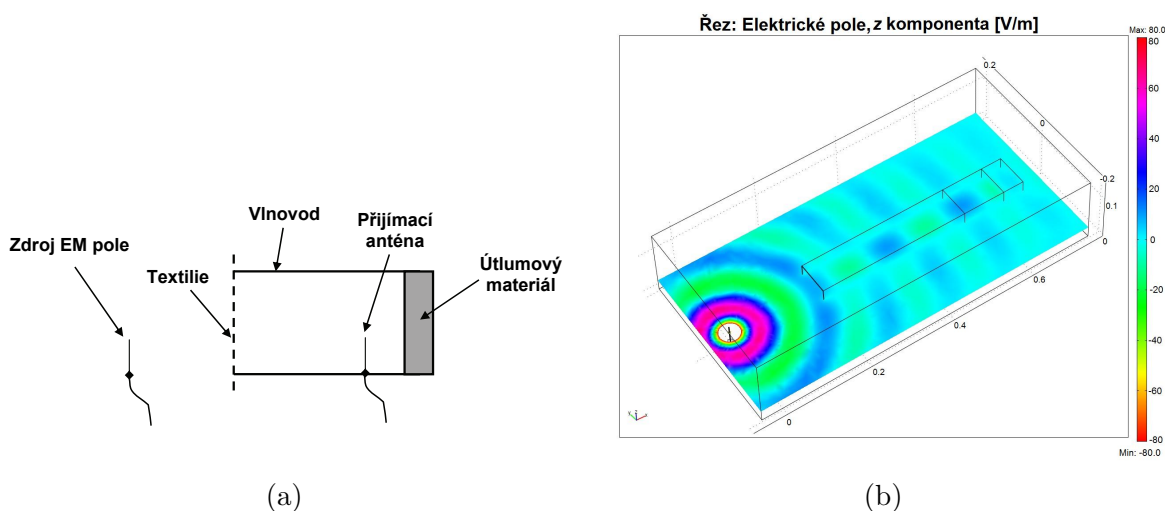 Zdroj EM pole
Textilie
Vlnovod
Přijímací
anténa
Útlumový
materiál
(a)
Řez: Elektrické pole, z komponenta [V/m]
Max: 80.0
80
60
40
20
0
-20
-40
-60
-80
Min: -80.0
0.2
0
-0.2
0.1
0
0.6
0.4
0.2
0
y z x
(b)